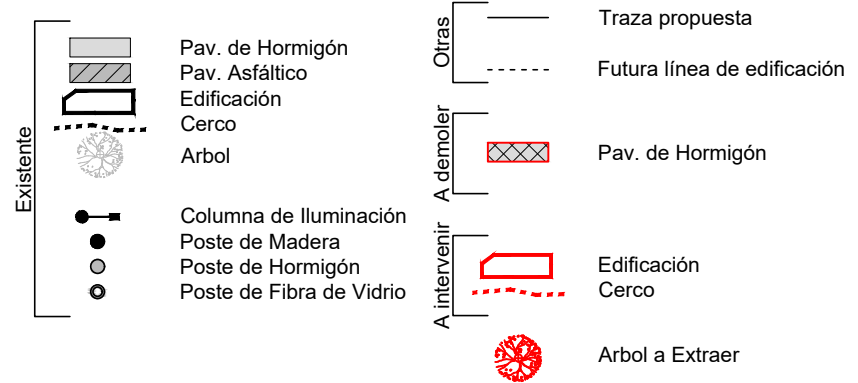 Existente
Pav. de Hormigón
Pav. Asfáltico
Edificación
Cerco
Arbol
Columna de Iluminación
Poste de Madera
Poste de Hormigón
Poste de Fibra de Vidrio
Otras
Traza propuesta
Futura línea de edificación
A demoler
Pav. de Hormigón
A intervenir
Edificación
Cerco
Arbol a Extraer